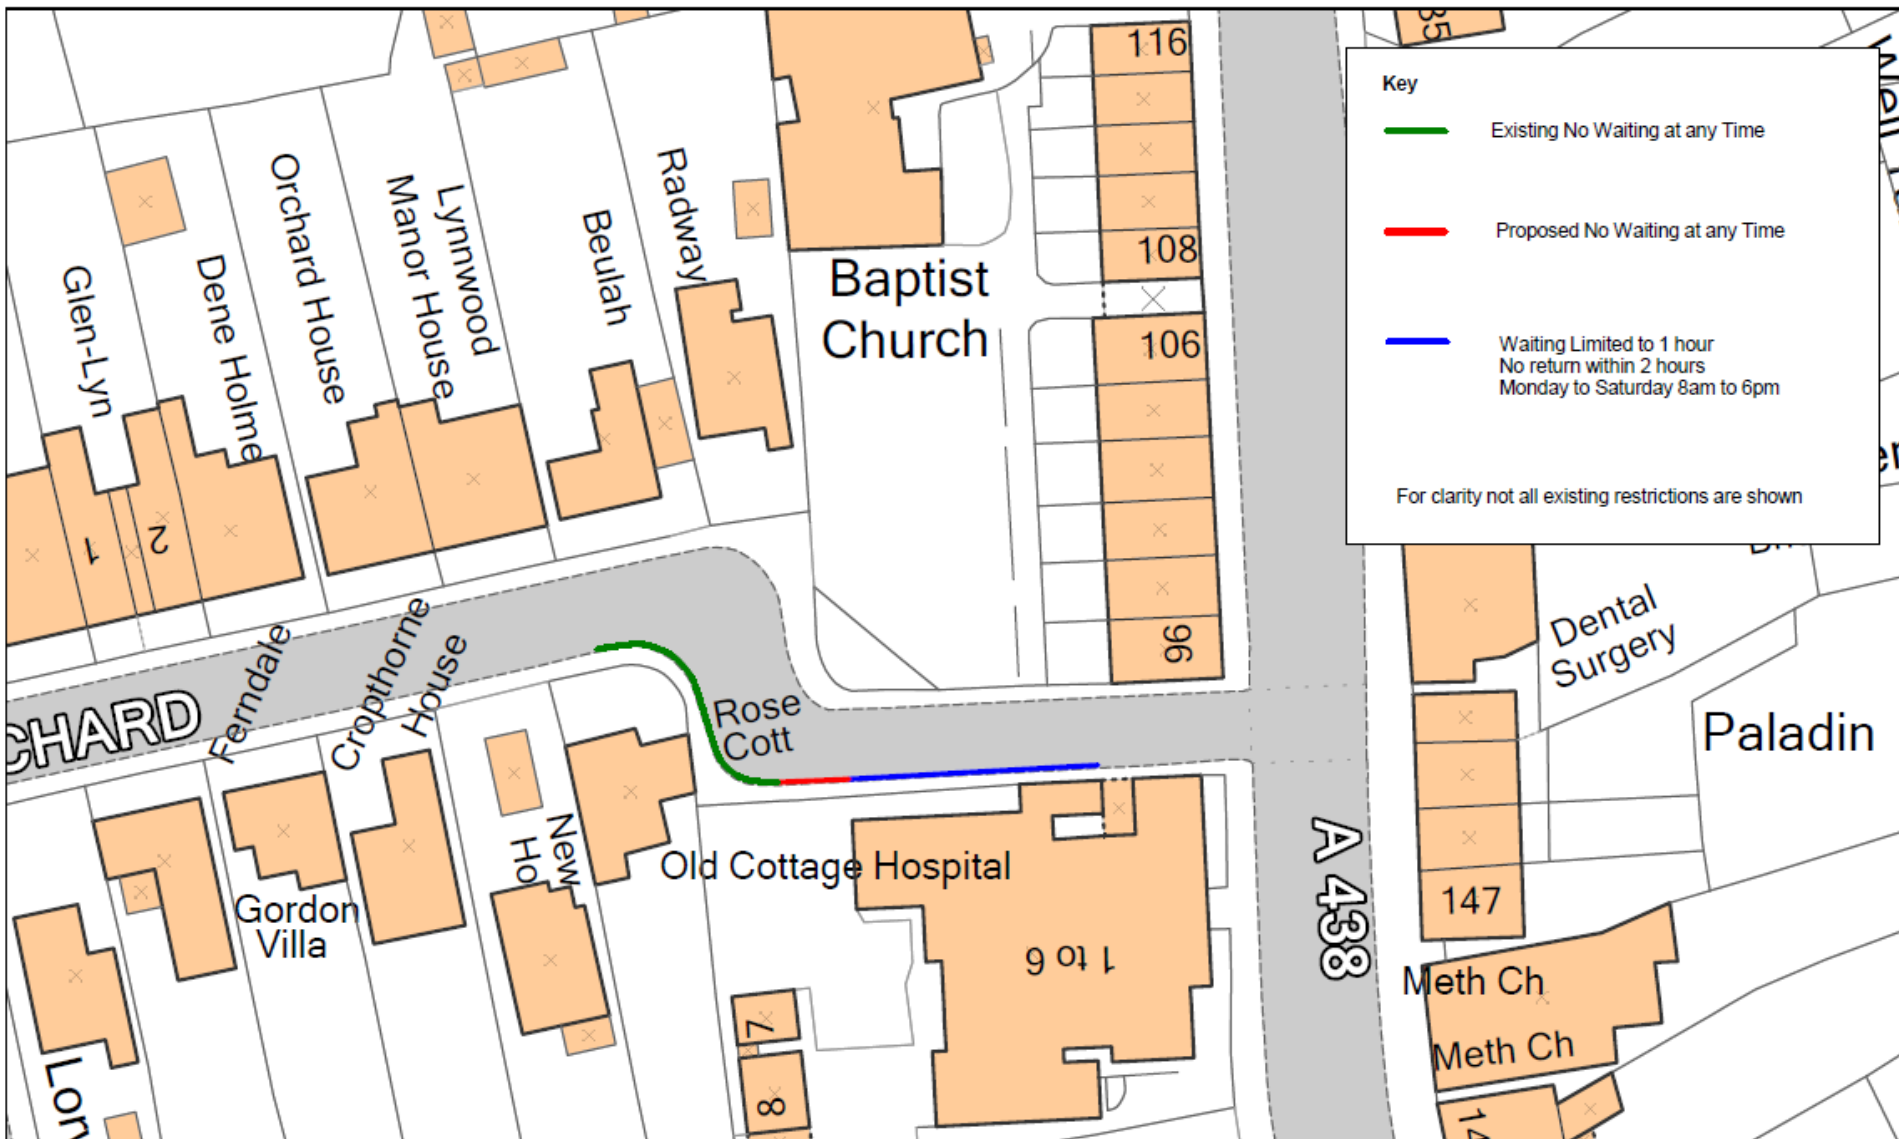 116
Key
Existing No Waiting at any Time
Proposed No Waiting at any Time
Waiting Limited to 1 hour
No return within 2 hours
Monday to Saturday 8am to 6pm
For clarity not all existing restrictions are shown
Orchard House
Manor House
Lynnwood
Radway
Beulah
Glen-Lyn
Dene Holme
Baptist
Church
108
106
96
1
2
Dental
Surgery
Ferndale
Cropthorne
House
CHARD
Rose
Cott
Paladin
New
Ho
Old Cottage Hospital
Gordon
Villa
1 to 6
A 438
147
Meth Ch
Meth Ch
7
8